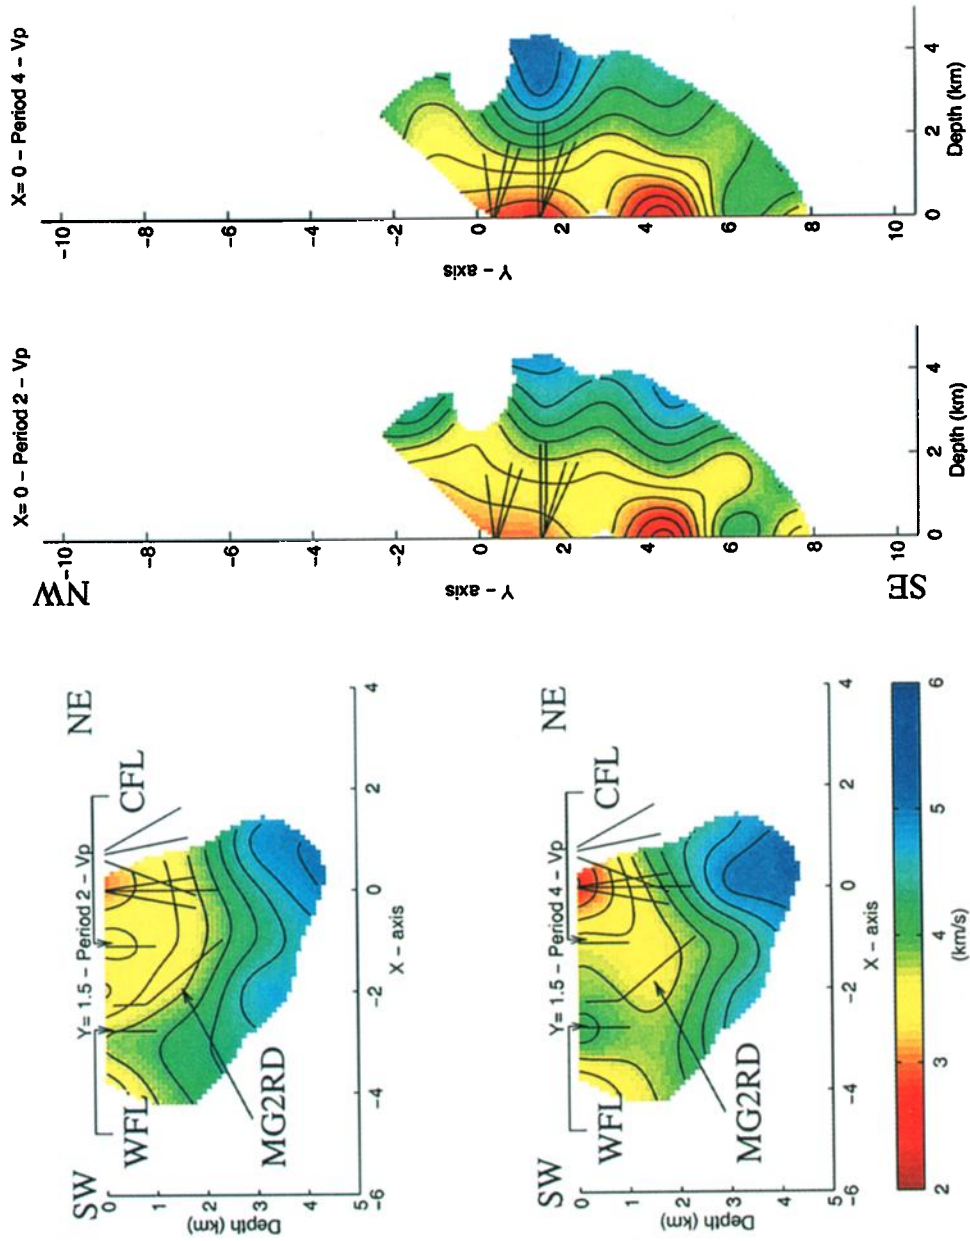 X= 0 – Period 4 – Vp
-10
-8
-6
-4
-2
0
2
4
6
8
10
Y – axis
0
2
4
Depth (km)
X= 0 – Period 2 – Vp
NW
-10
-8
-6
-4
-2
0
2
4
6
8
10
Y – axis
SE
0
2
4
Depth (km)
SW
NE
Y= 1.5 – Period 2 – Vp
WFL
CFL
MG2RD
0
1
2
3
4
5
Depth (km)
-6
-4
-2
0
2
4
X – axis
SW
NE
Y= 1.5 – Period 4 – Vp
WFL
CFL
MG2RD
0
1
2
3
4
5
Depth (km)
-6
-4
-2
0
2
4
X – axis
2
3
4
5
6
(km/s)